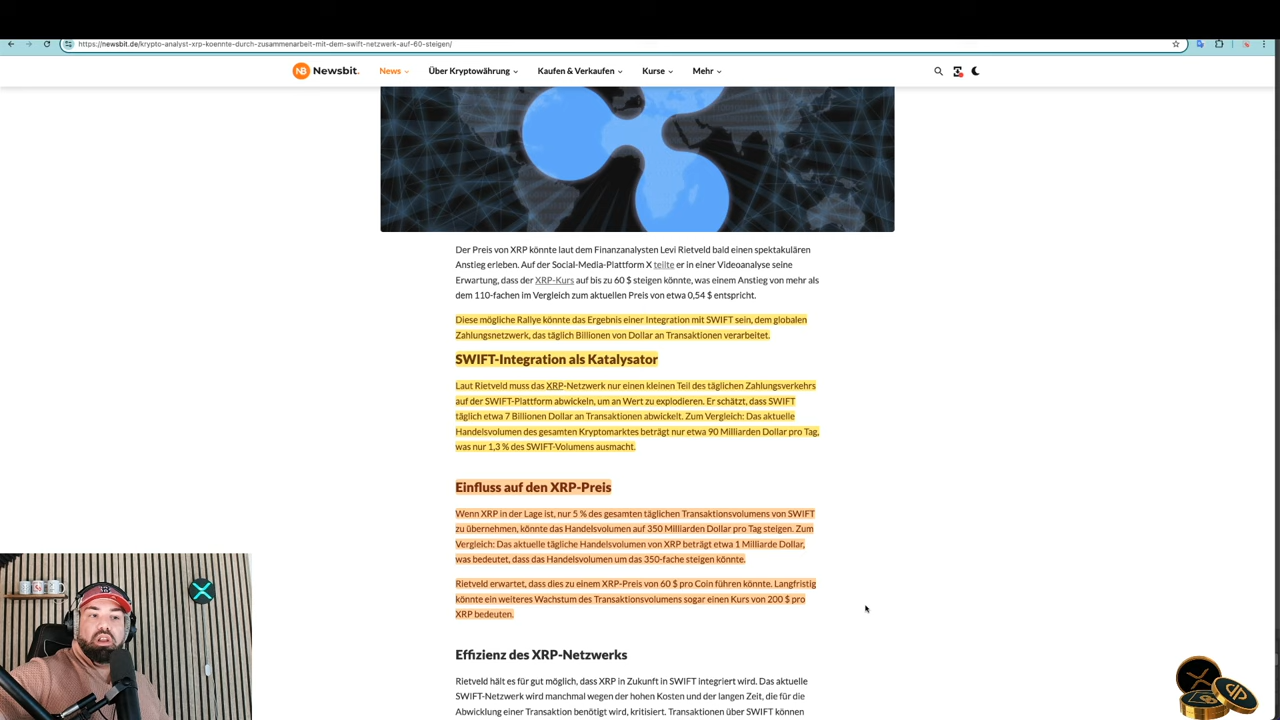 https://newsbit.de/krypto-analyst-xrp-koennte-durch-zusammenarbeit-mit-dem-swift-netzwerk-auf-60-steigen/
NB Newsbit.
News
Über Kryptowährung
Kaufen & Verkaufen
Kurse
Mehr
Der Preis von XRP könnte laut dem Finanzanalysten Levi Rietveld bald einen spektakulären
Anstieg erleben. Auf der Social-Media-Plattform X teilte er in einer Videoanalyse seine
Erwartung, dass der XRP-Kurs auf bis zu 60 $ steigen könnte, was einem Anstieg von mehr als
dem 110-fachen im Vergleich zum aktuellen Preis von etwa 0,54 $ entspricht.
Diese mögliche Rallye könnte das Ergebnis einer Integration mit SWIFT sein, dem globalen
Zahlungsnetzwerk, das täglich Billionen von Dollar an Transaktionen verarbeitet.
SWIFT-Integration als Katalysator
Laut Rietveld muss das XRP-Netzwerk nur einen kleinen Teil des täglichen Zahlungsverkehrs
auf der SWIFT-Plattform abwickeln, um an Wert zu explodieren. Er schätzt, dass SWIFT
täglich etwa 7 Billionen Dollar an Transaktionen abwickelt. Zum Vergleich: Das aktuelle
Handelsvolumen des gesamten Kryptomarktes beträgt nur etwa 90 Milliarden Dollar pro Tag,
was nur 1,3 % des SWIFT-Volumens ausmacht.
Einfluss auf den XRP-Preis
Wenn XRP in der Lage ist, nur 5 % des gesamten täglichen Transaktionsvolumens von SWIFT
zu übernehmen, könnte das Handelsvolumen auf 350 Milliarden Dollar pro Tag steigen. Zum
Vergleich: Das aktuelle tägliche Handelsvolumen von XRP beträgt etwa 1 Milliarde Dollar,
was bedeutet, dass das Handelsvolumen um das 350-fache steigen könnte.
Rietveld erwartet, dass dies zu einem XRP-Preis von 60 $ pro Coin führen könnte. Langfristig
könnte ein weiteres Wachstum des Transaktionsvolumens sogar einen Kurs von 200 $ pro
XRP bedeuten.
Effizienz des XRP-Netzwerks
Rietveld hält es für gut möglich, dass XRP in Zukunft in SWIFT integriert wird. Das aktuelle
SWIFT-Netzwerk wird manchmal wegen der hohen Kosten und der langen Zeit, die für die
Abwicklung einer Transaktion benötigt wird, kritisiert. Transaktionen über SWIFT können